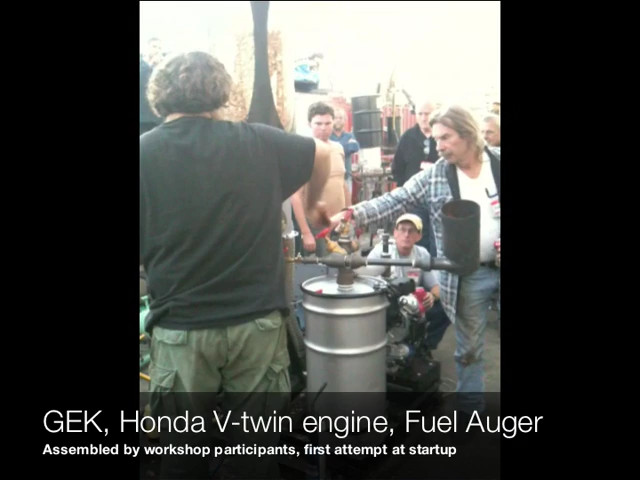 GEK, Honda V-twin engine, Fuel Auger
Assembled by workshop participants, first attempt at startup